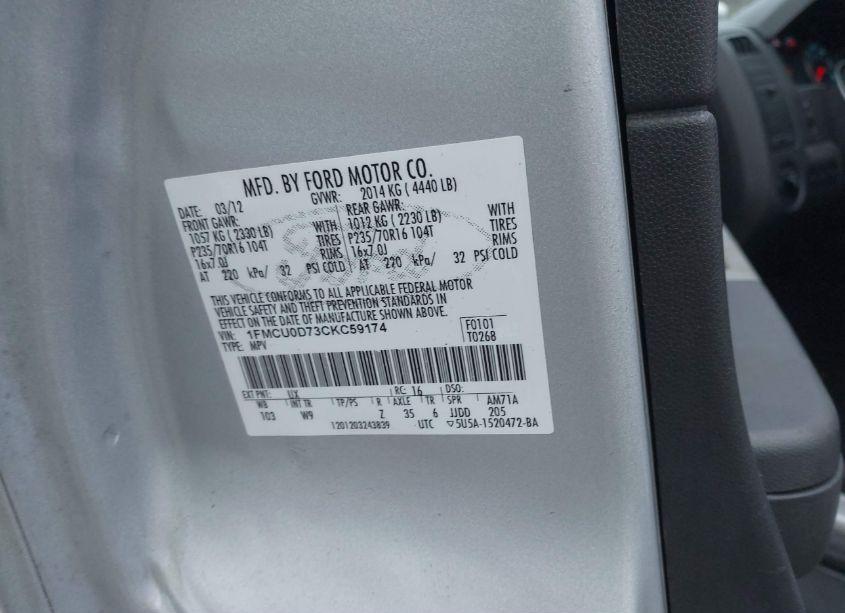 MFD. BY FORD MOTOR CO.
DATE: 03/12 GVWR: 2014 KG ( 4440 LB)
FRONT GAWR: REAR GAWR:
1057 KG ( 2330 LB) WITH 1012 KG ( 2230 LB) WITH
P235/70R16 104T TIRES P235/70R16 104T TIRES
16x7.0J RIMS 16x7.0J RIMS
AT 220 kPa/ 32 PSI COLD AT 220 kPa/ 32 PSI COLD
THIS VEHICLE CONFORMS TO ALL APPLICABLE FEDERAL MOTOR
VEHICLE SAFETY AND THEFT PREVENTION STANDARDS IN
EFFECT ON THE DATE OF MANUFACTURE SHOWN ABOVE.
VIN: 1FMCU0D73CKC59174 F0101
TYPE: MPV T026B
EXT PNT: UX RC: 16 DSO:
WB INT TR TP/PS R AXLE TR SPR AM71A
103 W9 Z 35 6 JJDD 205
1201203243839 UTC ▽5U5A-1520472-BA